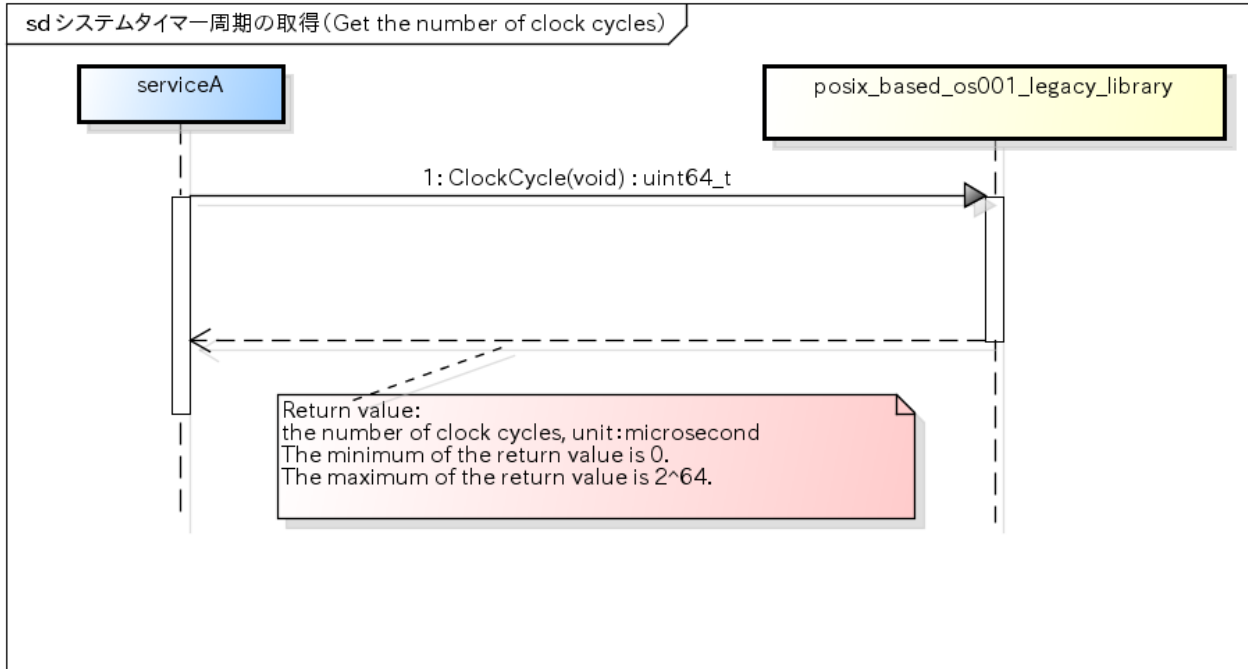 sd システムタイマー周期の取得(Get the number of clock cycles)
serviceA
posix_based_os001_legacy_library
1: ClockCycle(void) : uint64_t
Return value:
the number of clock cycles, unit:microsecond
The minimum of the return value is 0.
The maximum of the return value is 2^64.